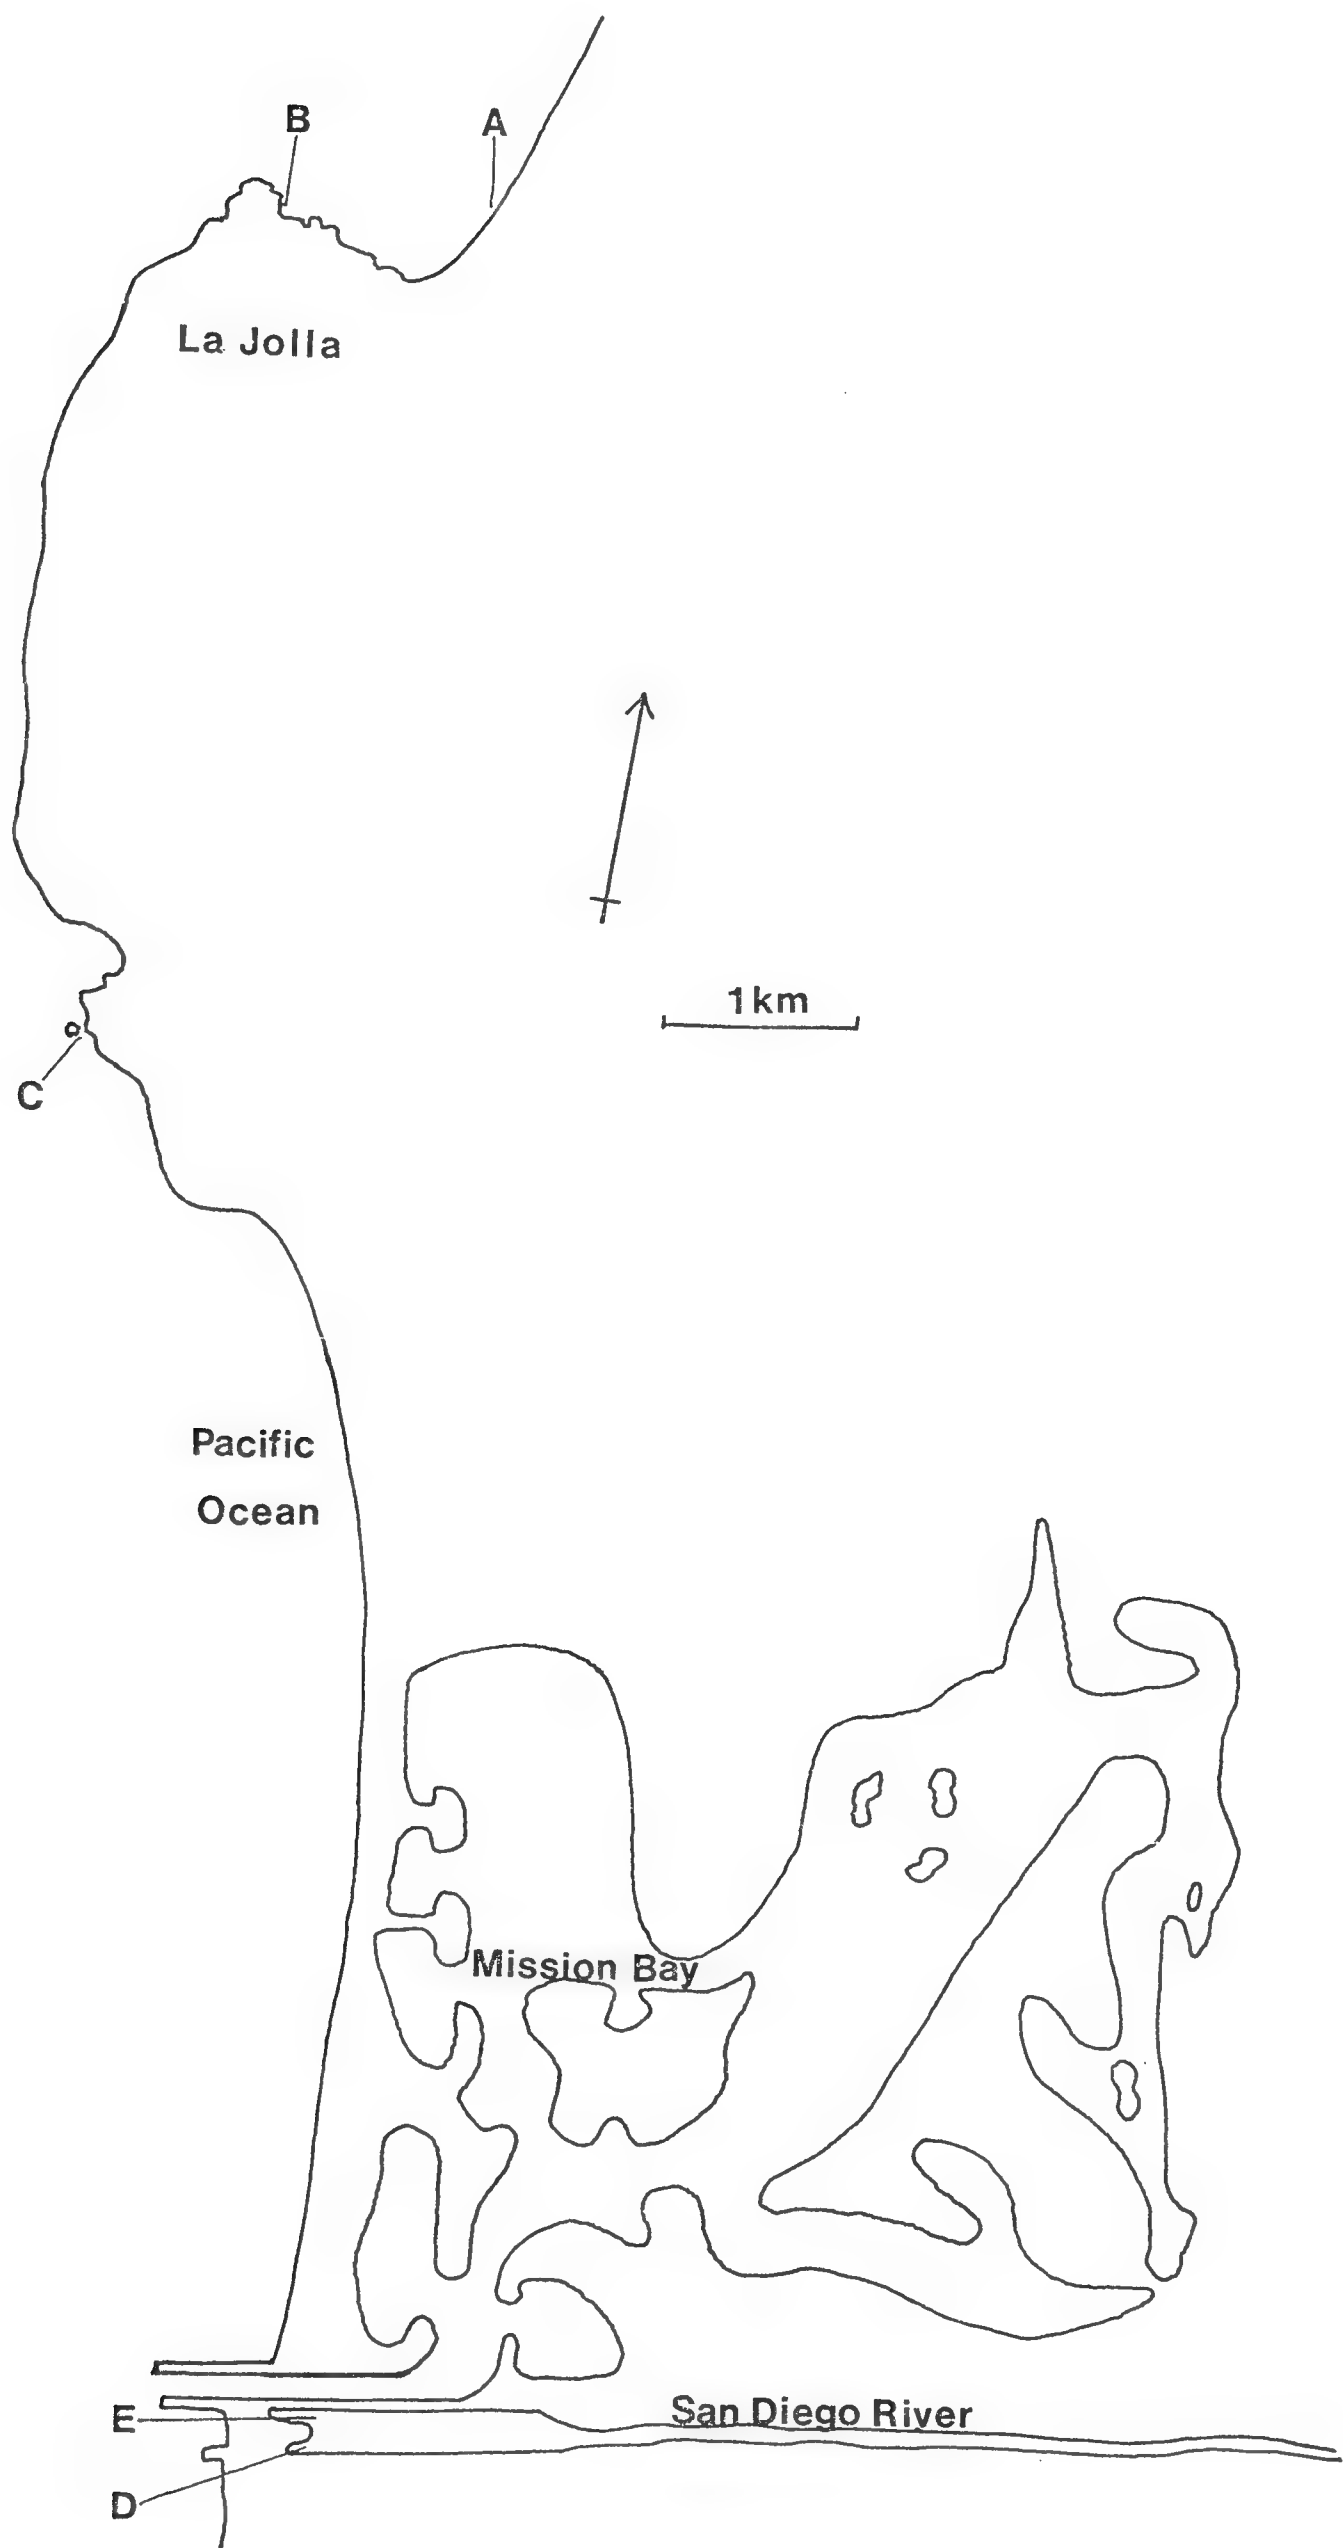 B
A
La Jolla
1km
C
Pacific
Ocean
Mission Bay
San Diego River
E
D